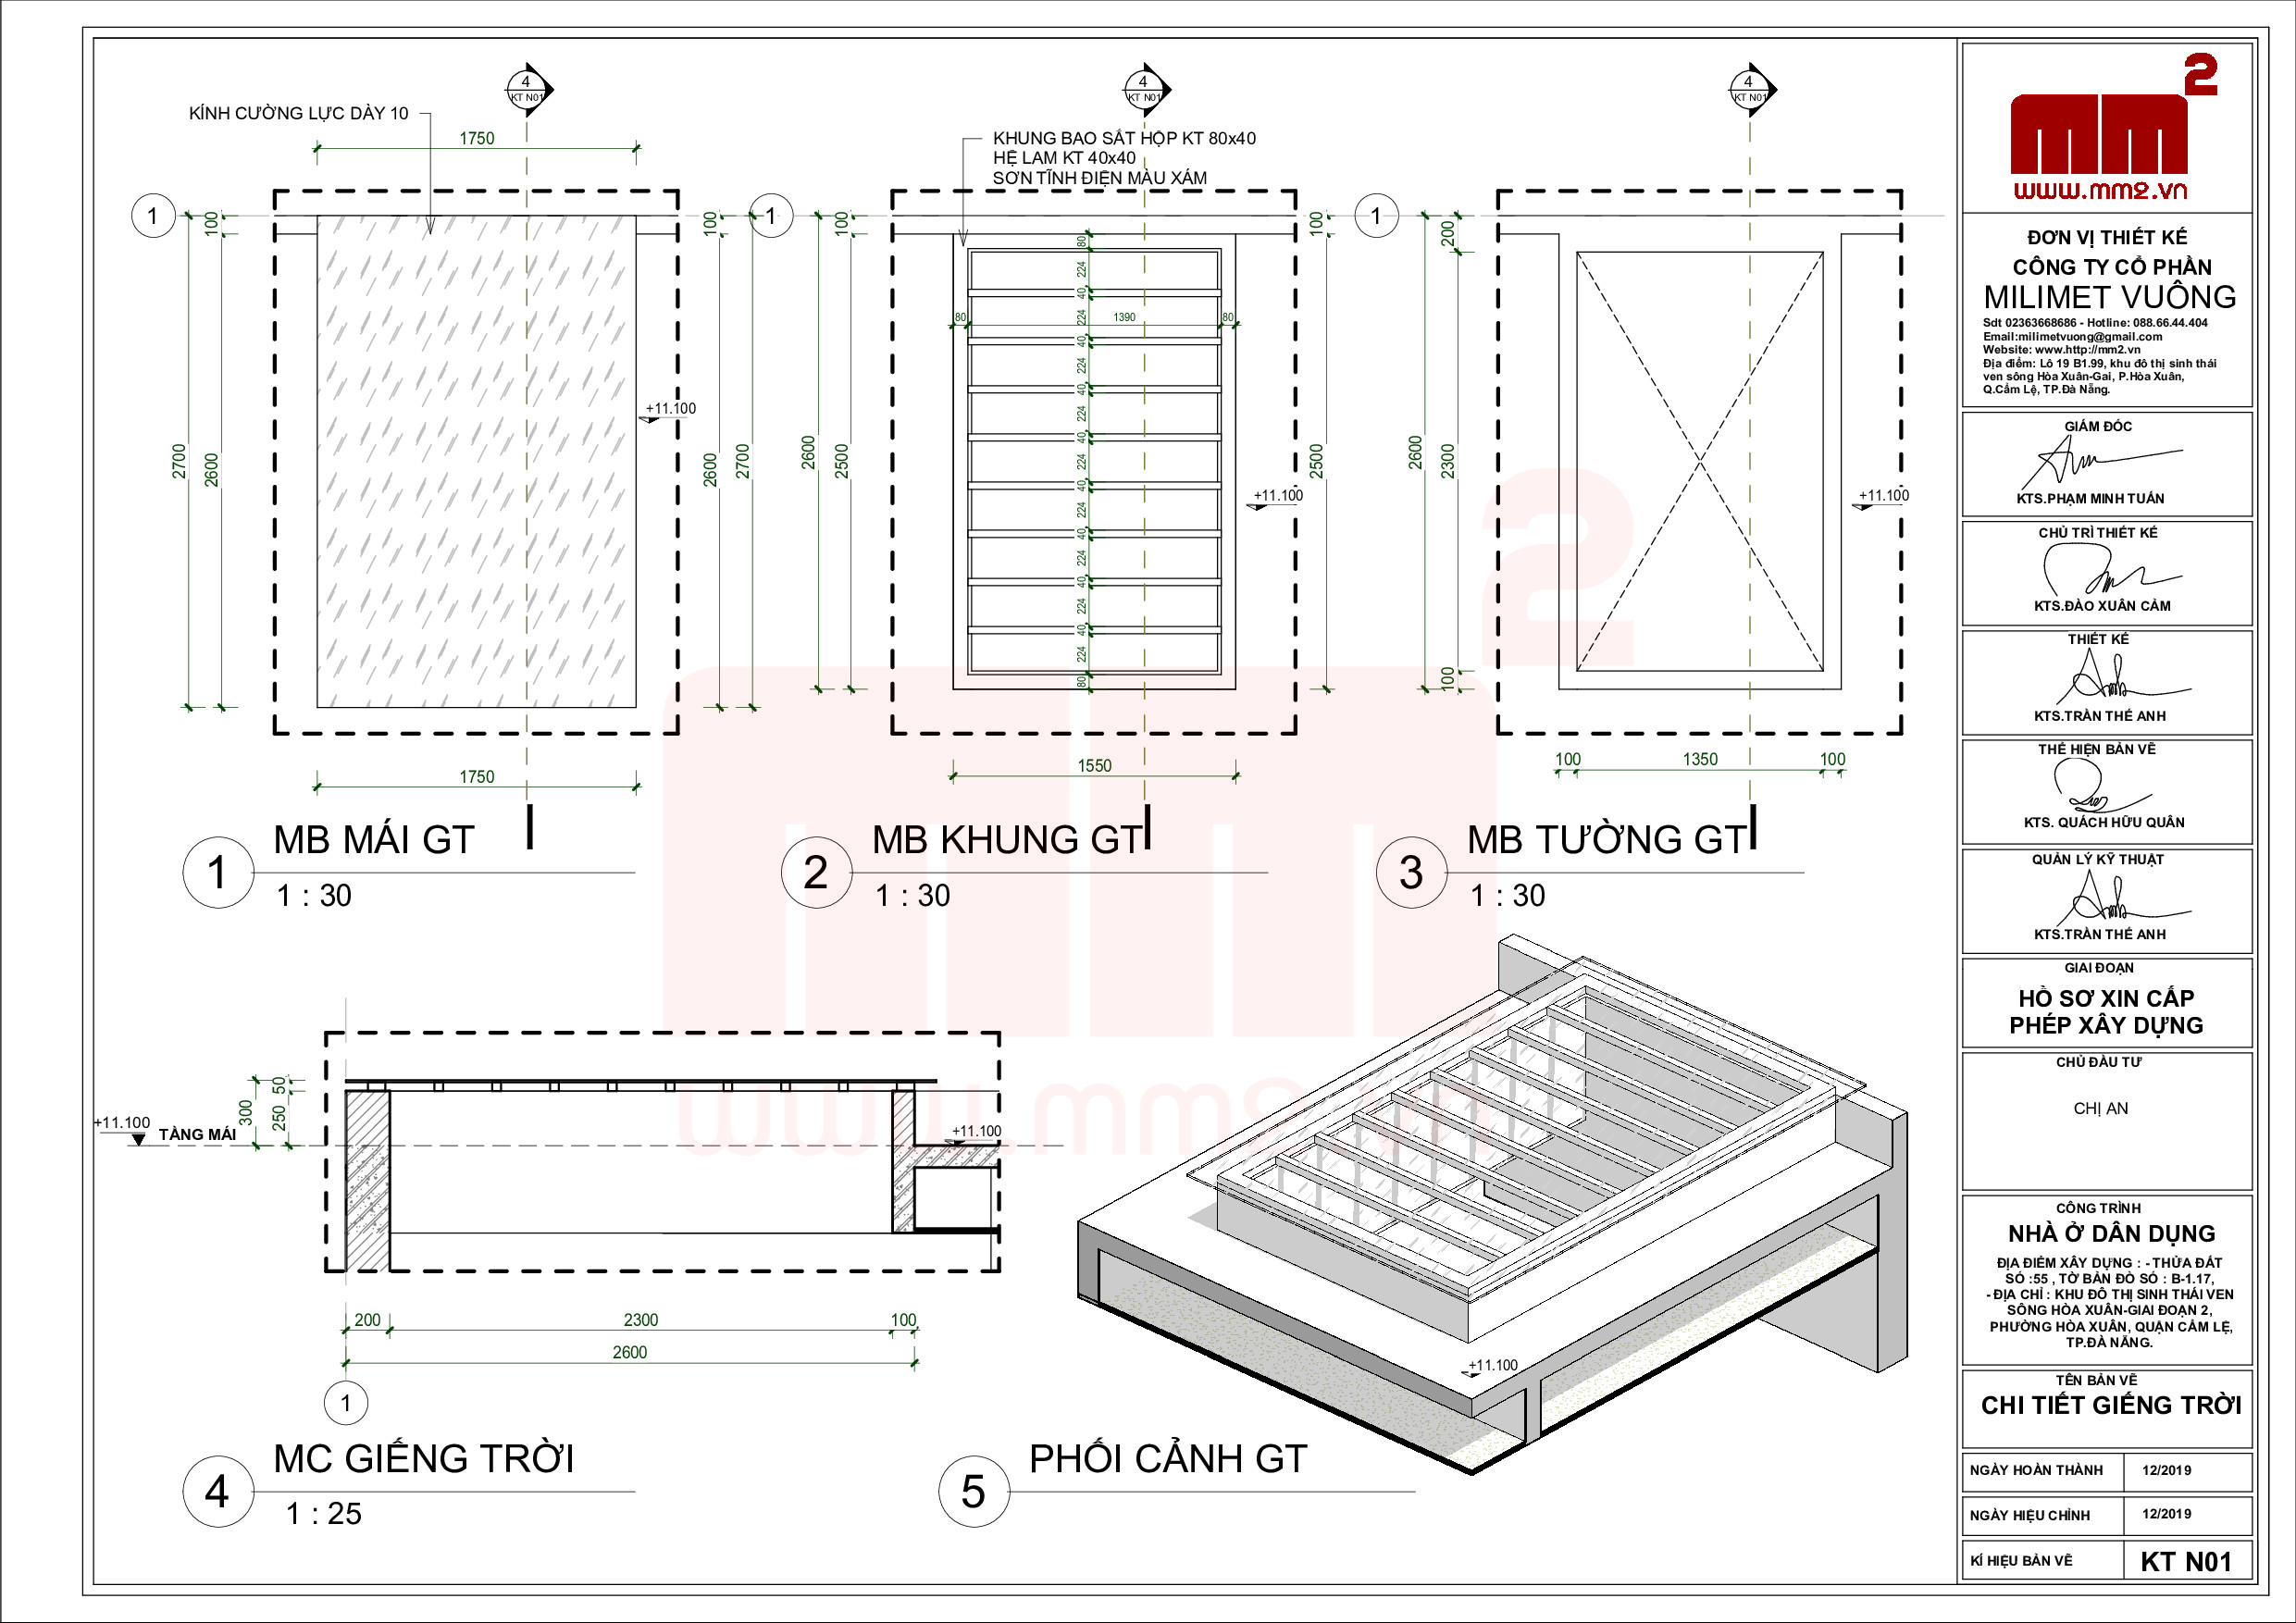 4
KT N01
KÍNH CƯỜNG LỰC DÀY 10
1750
1
100
2700
2600
100
2600
2700
+11.100
1750
1
MB MÁI GT
1 : 30
4
KT N01
KHUNG BAO SẮT HỘP KT 80x40
HỆ LAM KT 40x40
SƠN TĨNH ĐIỆN MÀU XÁM
1
100
2600
2500
80
224
40
224
40
224
40
224
40
224
40
224
40
224
40
224
40
224
80
80
1390
80
100
2500
+11.100
1550
2
MB KHUNG GT
1 : 30
4
KT N01
1
200
2600
2300
100
+11.100
100
1350
100
3
MB TƯỜNG GT
1 : 30
300
50
250
+11.100
TẦNG MÁI
+11.100
200
2300
100
2600
1
4
MC GIẾNG TRỜI
1 : 25
+11.100
5
PHỐI CẢNH GT
mm2
www.mm2.vn
mm2
www.mm2.vn
ĐƠN VỊ THIẾT KẾ
CÔNG TY CỔ PHẦN
MILIMET VUÔNG
Sdt 02363668686 - Hotline: 088.66.44.404
Email:milimetvuong@gmail.com
Website: www.http://mm2.vn
Địa điểm: Lô 19 B1.99, khu đô thị sinh thái
ven sông Hòa Xuân-Gai, P.Hòa Xuân,
Q.Cẩm Lệ, TP.Đà Nẵng.
GIÁM ĐỐC
KTS.PHẠM MINH TUẤN
CHỦ TRÌ THIẾT KẾ
KTS.ĐÀO XUÂN CẢM
THIẾT KẾ
KTS.TRẦN THẾ ANH
THỂ HIỆN BẢN VẼ
KTS. QUÁCH HỮU QUÂN
QUẢN LÝ KỸ THUẬT
KTS.TRẦN THẾ ANH
GIAI ĐOẠN
HỒ SƠ XIN CẤP
PHÉP XÂY DỰNG
CHỦ ĐẦU TƯ
CHỊ AN
CÔNG TRÌNH
NHÀ Ở DÂN DỤNG
ĐỊA ĐIỂM XÂY DỰNG : - THỬA ĐẤT
SỐ :55 , TỜ BẢN ĐỒ SỐ : B-1.17,
- ĐỊA CHỈ : KHU ĐÔ THỊ SINH THÁI VEN
SÔNG HÒA XUÂN-GIAI ĐOẠN 2,
PHƯỜNG HÒA XUÂN, QUẬN CẨM LỆ,
TP.ĐÀ NẴNG.
TÊN BẢN VẼ
CHI TIẾT GIẾNG TRỜI
NGÀY HOÀN THÀNH 12/2019
NGÀY HIỆU CHỈNH 12/2019
KÍ HIỆU BẢN VẼ KT N01